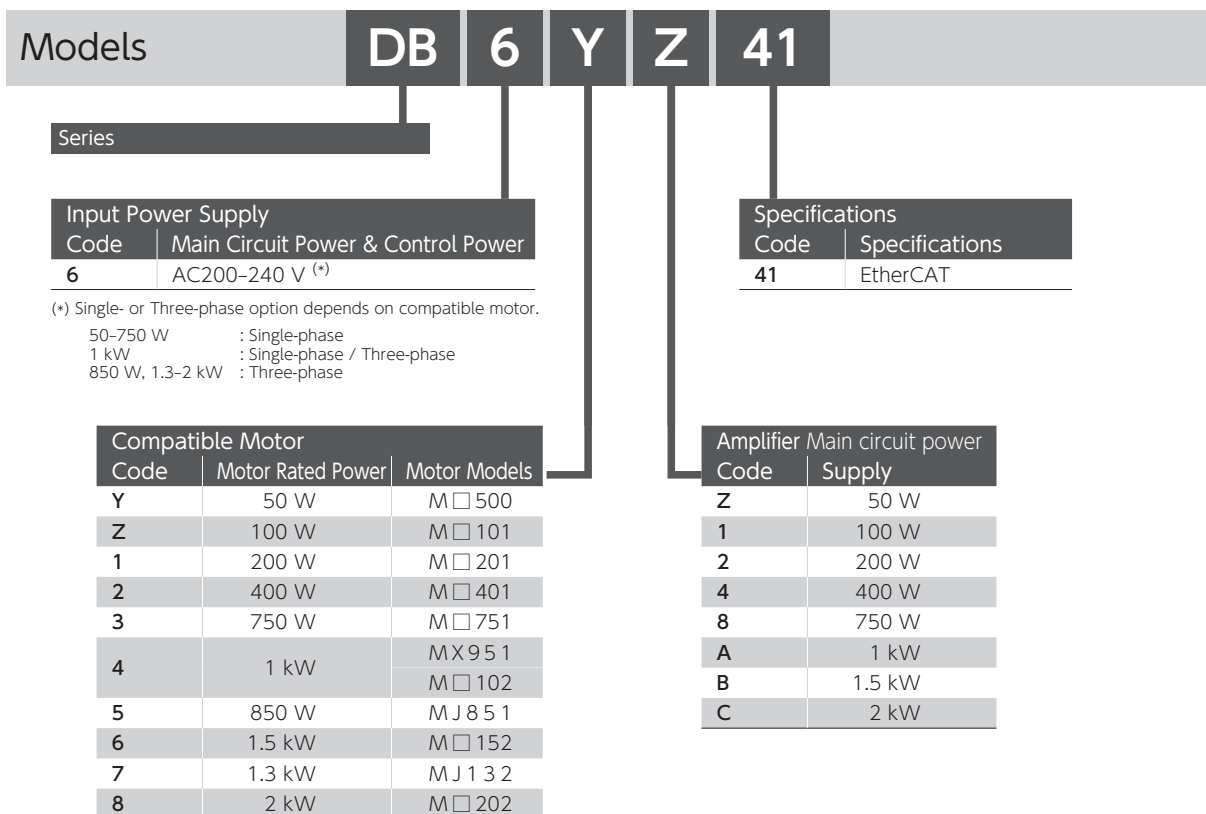 Models DB 6 Y Z 41
Series
Input Power Supply
Code Main Circuit Power & Control Power
6 AC200–240 V (*)
(*) Single- or Three-phase option depends on compatible motor.
50–750 W : Single-phase
1 kW : Single-phase / Three-phase
850 W, 1.3–2 kW : Three-phase
Specifications
Code Specifications
41 EtherCAT
Compatible Motor
Code Motor Rated Power Motor Models
Y 50 W M□500
Z 100 W M□101
1 200 W M□201
2 400 W M□401
3 750 W M□751
4 1 kW MX951
M□102
5 850 W MJ851
6 1.5 kW M□152
7 1.3 kW MJ132
8 2 kW M□202
Amplifier Main circuit power
Code Supply
Z 50 W
1 100 W
2 200 W
4 400 W
8 750 W
A 1 kW
B 1.5 kW
C 2 kW